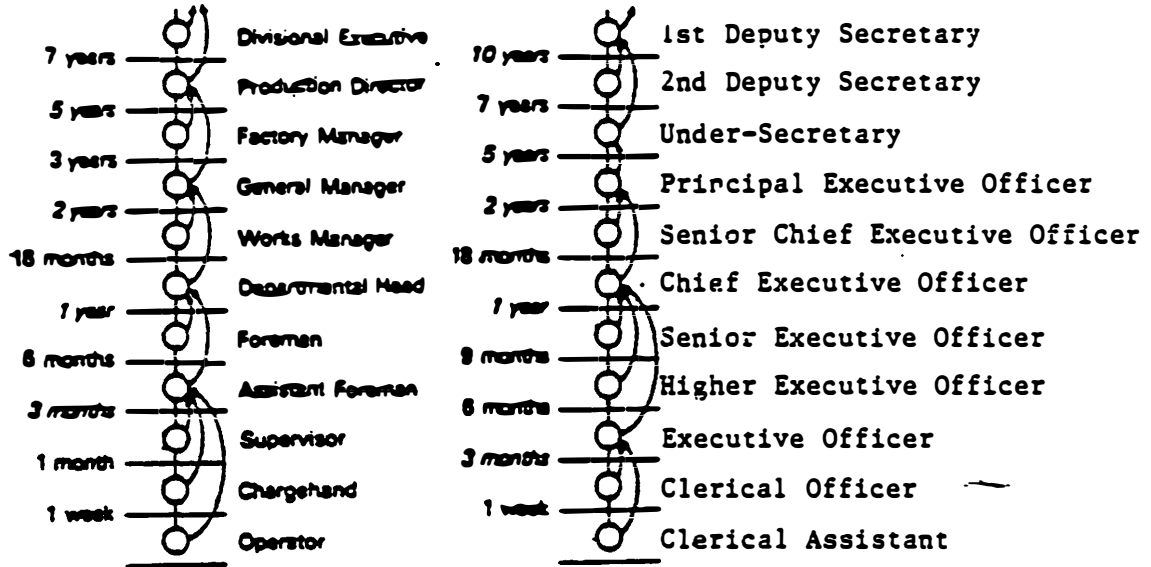 Divisional Executive
7 years
Production Director
5 years
Factory Manager
3 years
General Manager
2 years
Works Manager
18 months
Departmental Head
1 year
Foreman
6 months
Assistant Foreman
3 months
Supervisor
1 month
Chargehand
1 week
Operator
1st Deputy Secretary
10 years
2nd Deputy Secretary
7 years
Under-Secretary
5 years
Principal Executive Officer
2 years
Senior Chief Executive Officer
18 months
Chief Executive Officer
1 year
Senior Executive Officer
9 months
Higher Executive Officer
6 months
Executive Officer
3 months
Clerical Officer
1 week
Clerical Assistant